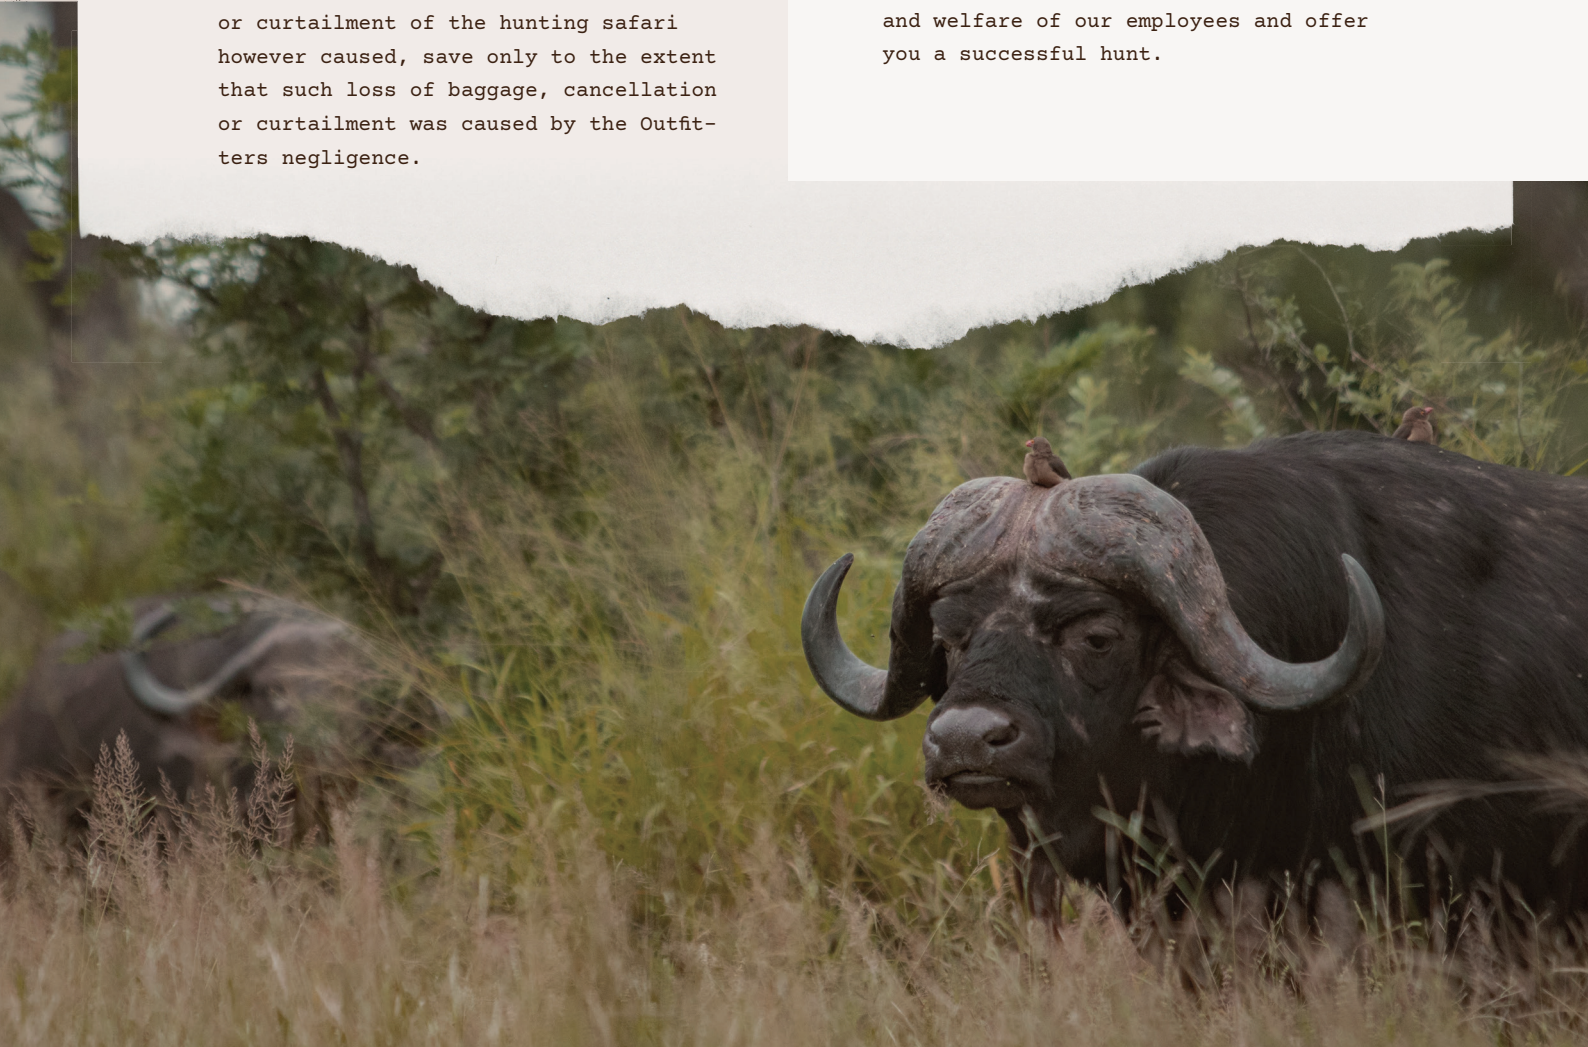 or curtailment of the hunting safari
however caused, save only to the extent
that such loss of baggage, cancellation
or curtailment was caused by the Outfit-
ters negligence.
and welfare of our employees and offer
you a successful hunt.